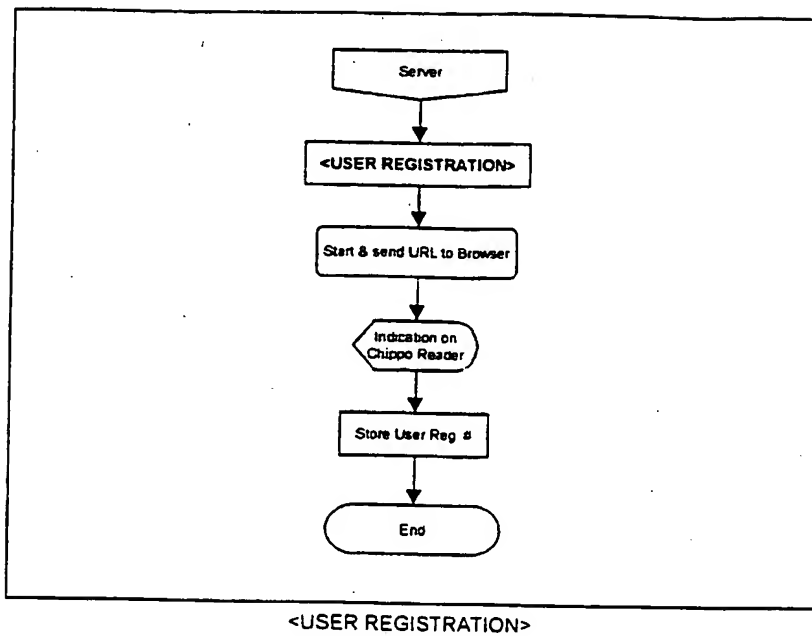 Server
<USER REGISTRATION>
Start & send URL to Browser
Indication on
Chippo Reader
Store User Reg #
End
<USER REGISTRATION>